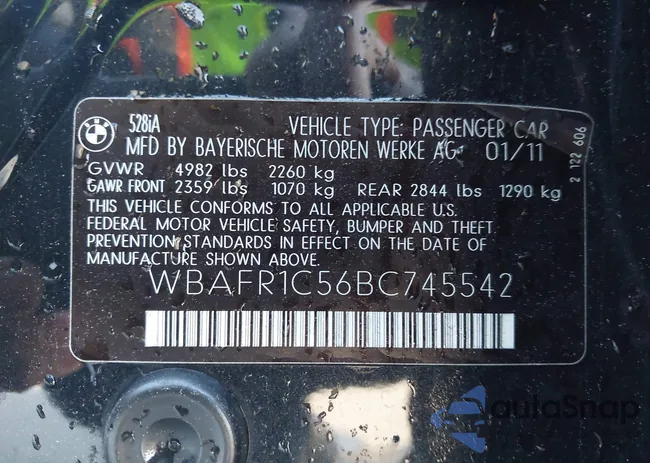 528iA VEHICLE TYPE: PASSENGER CAR
MFD BY BAYERISCHE MOTOREN WERKE AG 01/11
GVWR 4982 lbs 2260 kg
GAWR FRONT 2359 lbs 1070 kg REAR 2844 lbs 1290 kg
THIS VEHICLE CONFORMS TO ALL APPLICABLE U.S.
FEDERAL MOTOR VEHICLE SAFETY, BUMPER AND THEFT
PREVENTION STANDARDS IN EFFECT ON THE DATE OF
MANUFACTURE SHOWN ABOVE.
WBAFR1C56BC745542
2 122 606
BMW
aulaSnap